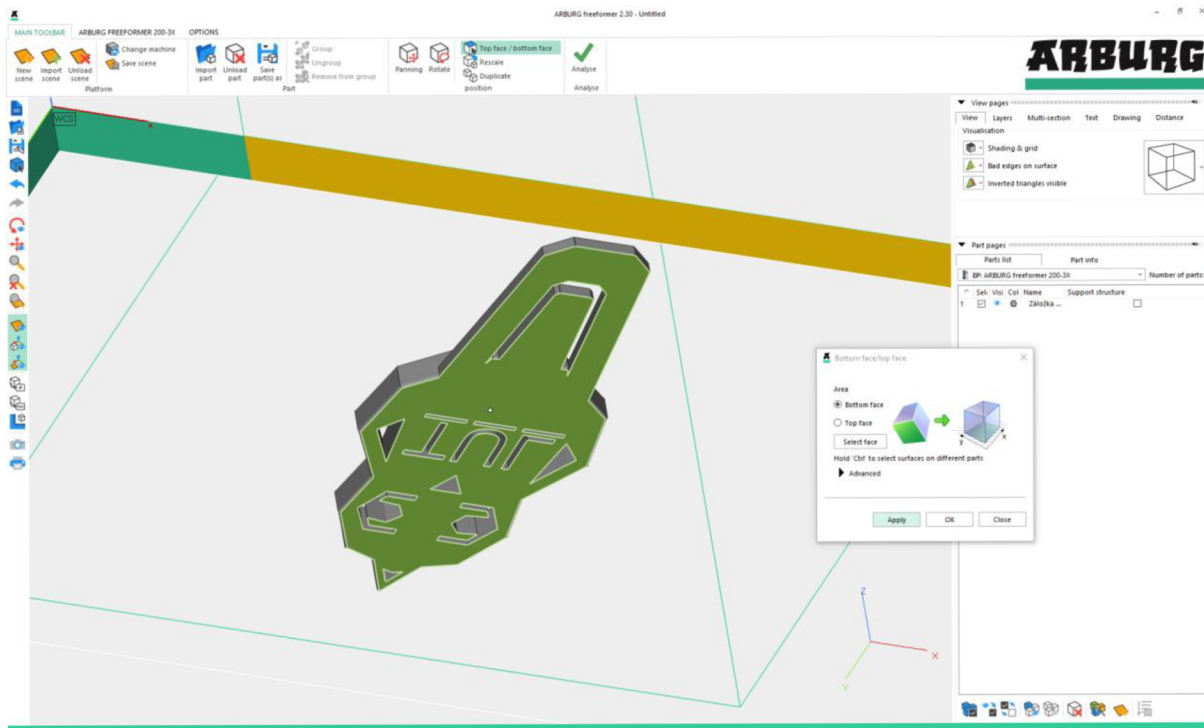 ARBURG freeformer 2.30 - Untitled
MAIN TOOLBAR ARBURG FREEFORMER 200-3X OPTIONS
New scene
Import scene
Unload scene
Change machine
Save scene
Platform
Import part
Unload part
Save part(s) as
Group
Ungroup
Remove from group
Part
Panning
Rotate
Top face / bottom face
Rescale
Duplicate
position
Analyse
Analyse
ARBURG
WCS
View pages
View Layers Multi-section Text Drawing Distance
Visualisation
Shading & grid
Bad edges on surface
Inverted triangles visible
Part pages
Parts list Part info
BP: ARBURG freeformer 200-3X Number of parts:
Sel Visi Col Name Support structure
1 Záložka ...
Bottom face/top face
Area
Bottom face
Top face
Select face
y x
Hold 'Ctrl' to select surfaces on different parts
Advanced
Apply OK Close
Z
X
Y